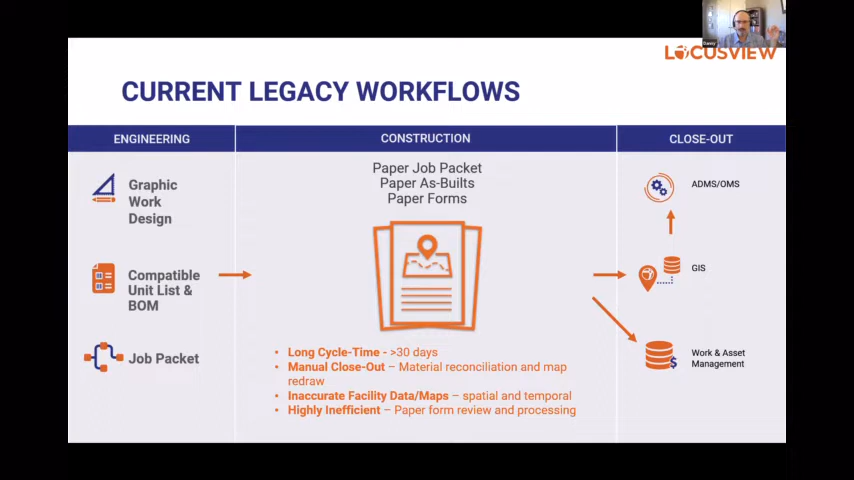 Danny
LOCUSVIEW
CURRENT LEGACY WORKFLOWS
ENGINEERING
CONSTRUCTION
CLOSE-OUT
Graphic
Work
Design
Compatible
Unit List &
BOM
Job Packet
Paper Job Packet
Paper As-Builts
Paper Forms
• Long Cycle-Time - >30 days
• Manual Close-Out – Material reconciliation and map
redraw
• Inaccurate Facility Data/Maps – spatial and temporal
• Highly Inefficient – Paper form review and processing
ADMS/OMS
GIS
Work & Asset
Management